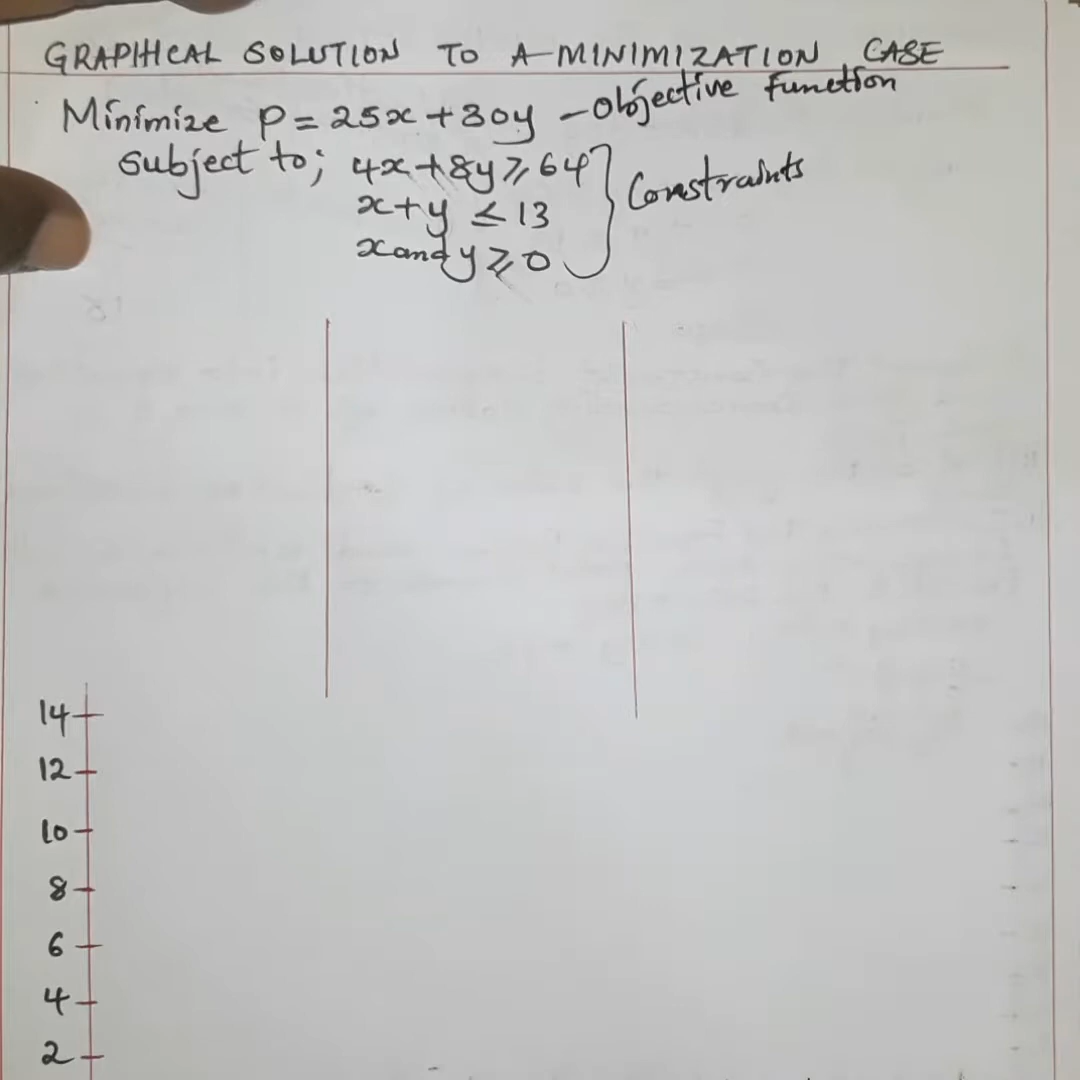 GRAPIHCAL SOLUTION TO A MINIMIZATION CASE
Minimize P = 25x + 30y – Objective Function
Subject to; 4x + 8y ⩾ 64
x + y ≤ 13
x and y ⩾ 0
Constraints
14
12
10
8
6
4
2